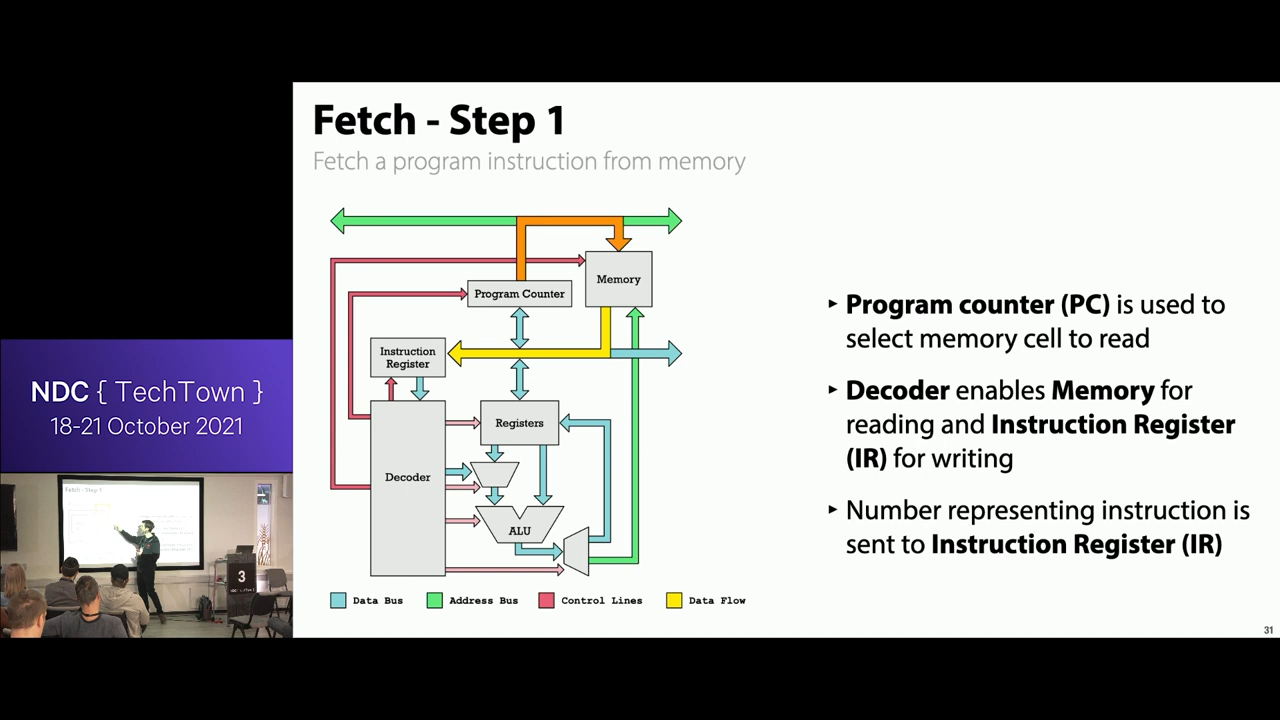 Fetch - Step 1
Fetch a program instruction from memory
Memory
Program Counter
Instruction
Register
Registers
Decoder
ALU
Data Bus
Address Bus
Control Lines
Data Flow
▸ Program counter (PC) is used to
select memory cell to read
▸ Decoder enables Memory for
reading and Instruction Register
(IR) for writing
▸ Number representing instruction is
sent to Instruction Register (IR)
31
NDC { TechTown }
18-21 October 2021
Fetch - Step 1
3